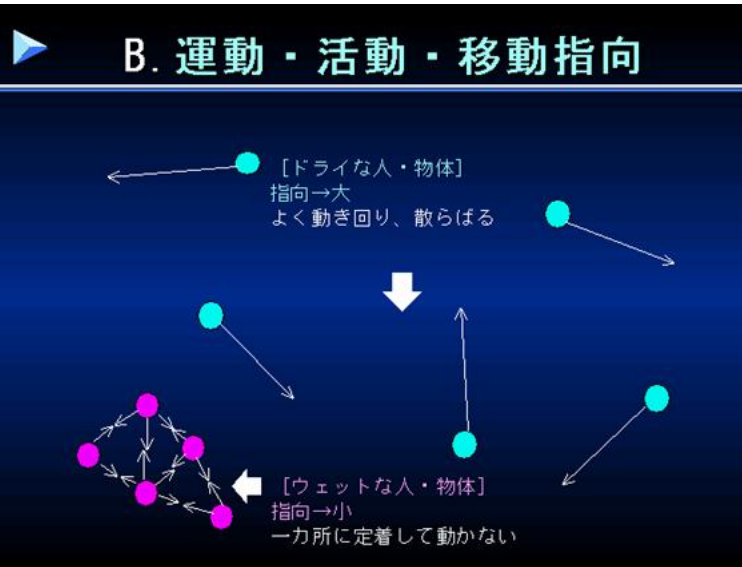 B.運動・活動・移動指向
[ドライな人・物体]
指向→大
よく動き回り、散らばる
[ウェットな人・物体]
指向→小
一カ所に定着して動かない